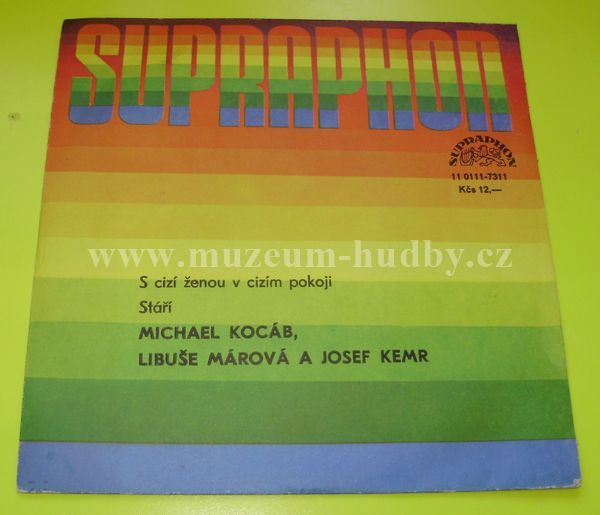 SUPRAPHON
SUPRAPHON
11 0111-7311
Kčs 12,—
www.muzeum-hudby.cz
S cizí ženou v cizím pokoji
Stáří
MICHAEL KOCÁB,
LIBUŠE MÁROVÁ A JOSEF KEMR